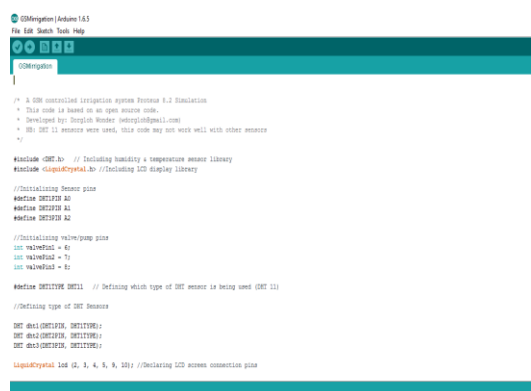 GSMirrigation | Arduino 1.6.5
File Edit Sketch Tools Help
GSMirrigation
/* A GSM controlled irrigation system Proteus 8.2 Simulation
* This code is based on an open source code.
* Developed by: Dorgloh Wonder (wdorgloh@gmail.com)
* NB: DHT 11 sensors were used, this code may not work well with other sensors
*/
#include <DHT.h> // Including humidity & temperature sensor library
#include <LiquidCrystal.h> //Including LCD display library
//Initializing Sensor pins
#define DHT1PIN A0
#define DHT2PIN A1
#define DHT3PIN A2
//Initializing valve/pump pins
int valvePin1 = 6;
int valvePin2 = 7;
int valvePin3 = 8;
#define DHT1TYPE DHT11 // Defining which type of DHT sensor is being used (DHT 11)
//Defining type of DHT Sensors
DHT dht1(DHT1PIN, DHT1TYPE);
DHT dht2(DHT2PIN, DHT1TYPE);
DHT dht3(DHT3PIN, DHT1TYPE);
LiquidCrystal lcd (2, 3, 4, 5, 9, 10); //Declaring LCD screen connection pins